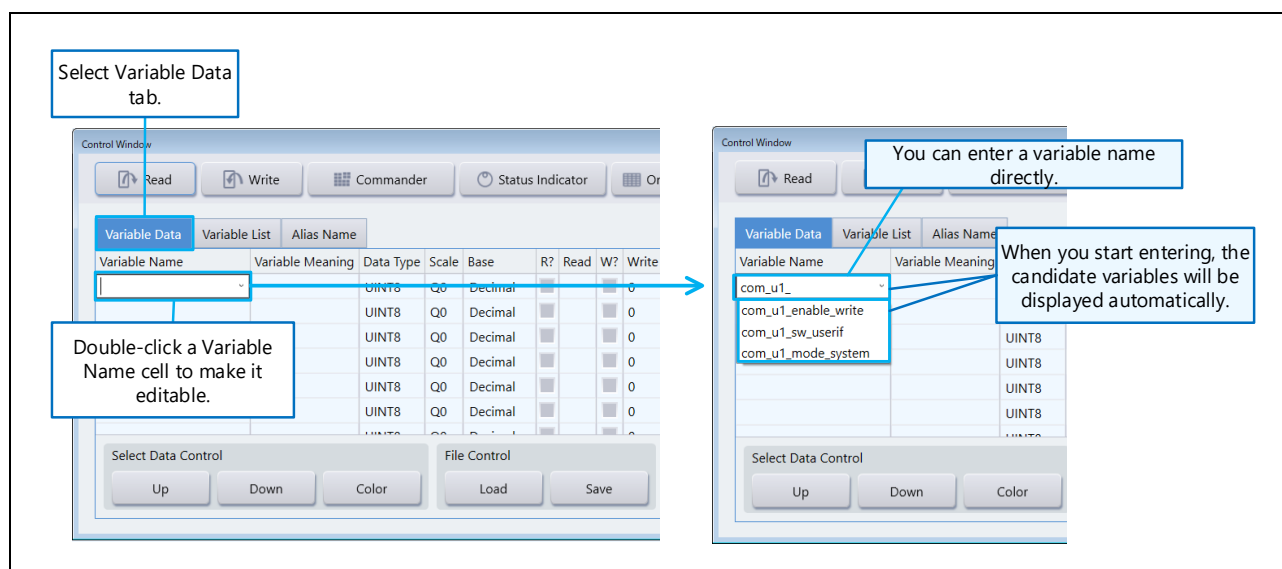 Select Variable Data
tab.
Control Window
Read
Write
Commander
Status Indicator
Or
Variable Data
Variable List
Alias Name
Variable Name
Variable Meaning
Data Type
Scale
Base
R?
Read
W?
Write
UINT8 Q0 Decimal 0
UINT8 Q0 Decimal 0
UINT8 Q0 Decimal 0
UINT8 Q0 Decimal 0
UINT8 Q0 Decimal 0
UINT8 Q0 Decimal 0
Double-click a Variable
Name cell to make it
editable.
Select Data Control
Up
Down
Color
File Control
Load
Save
Control Window
Read
You can enter a variable name
directly.
Variable Data
Variable List
Alias Name
When you start entering, the
candidate variables will be
displayed automatically.
Variable Name
Variable Meaning
com_u1_
com_u1_enable_write
com_u1_sw_userif
com_u1_mode_system
UINT8
UINT8
UINT8
UINT8
Select Data Control
Up
Down
Color